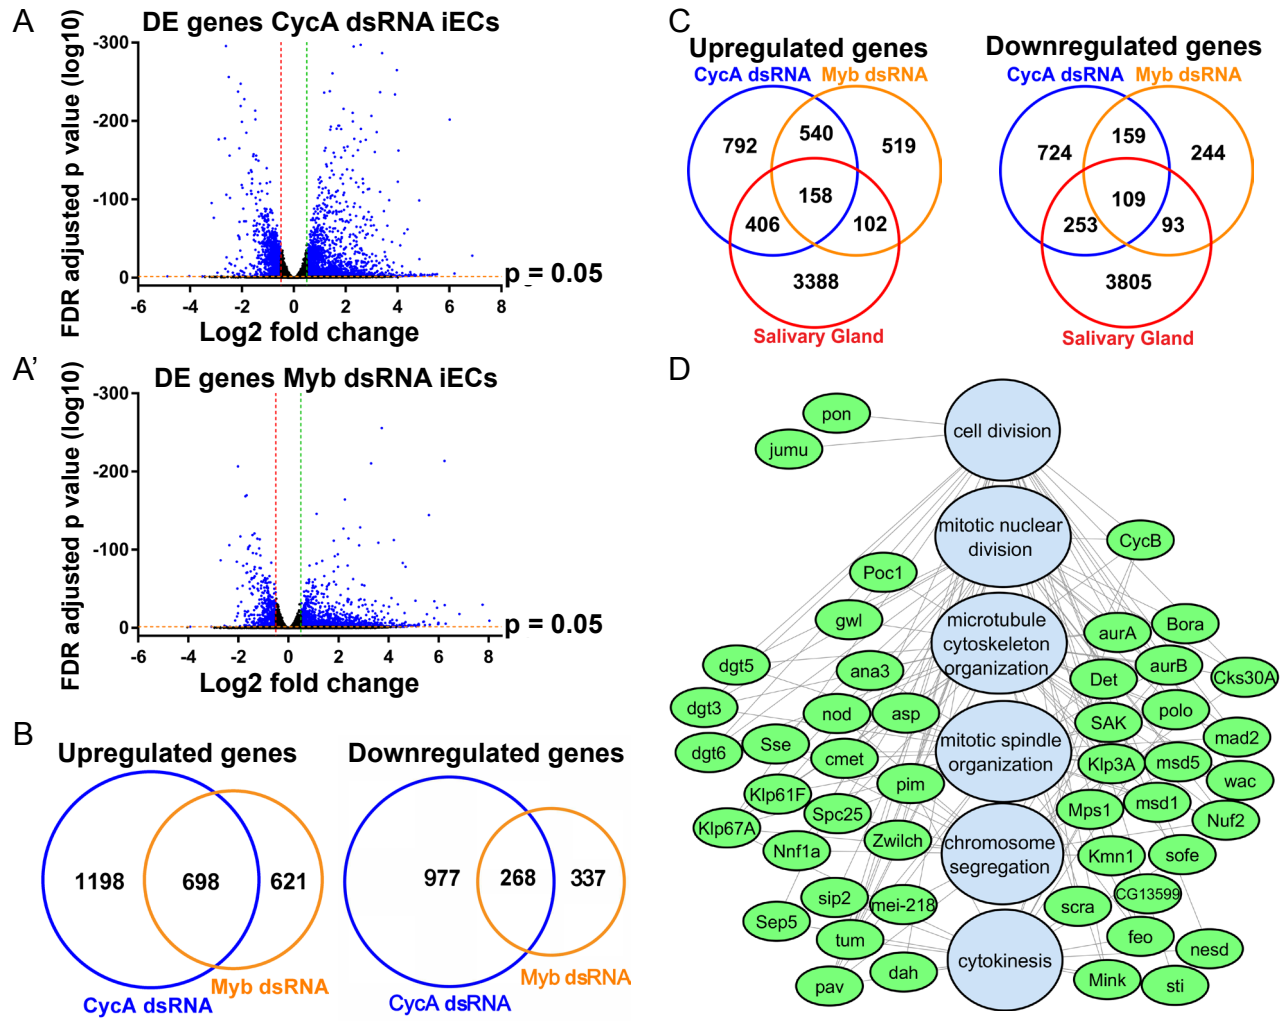 A
DE genes CycA dsRNA iECs
FDR adjusted p value (log10)
-300
-200
-100
0
-6
-4
-2
0
2
4
6
8
p = 0.05
Log2 fold change
A'
DE genes Myb dsRNA iECs
FDR adjusted p value (log10)
-300
-200
-100
0
-6
-4
-2
0
2
4
6
8
p = 0.05
Log2 fold change
B
Upregulated genes
1198
698
621
CycA dsRNA
Myb dsRNA
Downregulated genes
977
268
337
CycA dsRNA
Myb dsRNA
C
Upregulated genes
CycA dsRNA
Myb dsRNA
792
540
519
158
406
102
3388
Salivary Gland
Downregulated genes
CycA dsRNA
Myb dsRNA
724
159
244
109
253
93
3805
Salivary Gland
D
cell division
mitotic nuclear
division
microtubule
cytoskeleton
organization
mitotic spindle
organization
chromosome
segregation
cytokinesis
pon
jumu
Poc1
gwl
dgt5
ana3
dgt3
nod
asp
dgt6
Sse
cmet
pim
Klp61F
Spc25
Klp67A
Zwilch
Nnf1a
sip2
mei-218
Sep5
tum
dah
pav
CycB
Bora
aurA
aurB
Det
Cks30A
polo
SAK
mad2
Klp3A
msd5
wac
Mps1
msd1
Nuf2
Kmn1
sofe
CG13599
scra
feo
nesd
Mink
sti